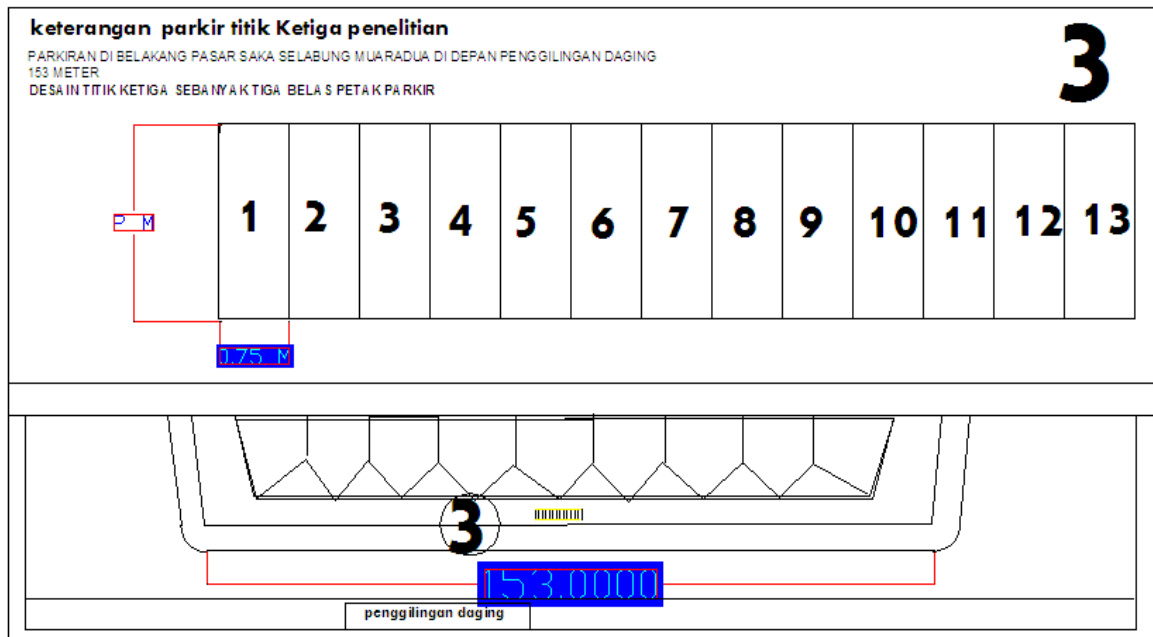 keterangan parkir titik Ketiga penelitian
PARKIRAN DI BELAKANG PASAR SAKA SELABUNG MUARADUA DI DEPAN PENGGILINGAN DAGING
153 METER
DESAIN TITIK KETIGA SEBANYAK TIGA BELAS PETAK PARKIR
3
1 2 3 4 5 6 7 8 9 10 11 12 13
M
0.75 M
3
153.0000
penggilingan daging